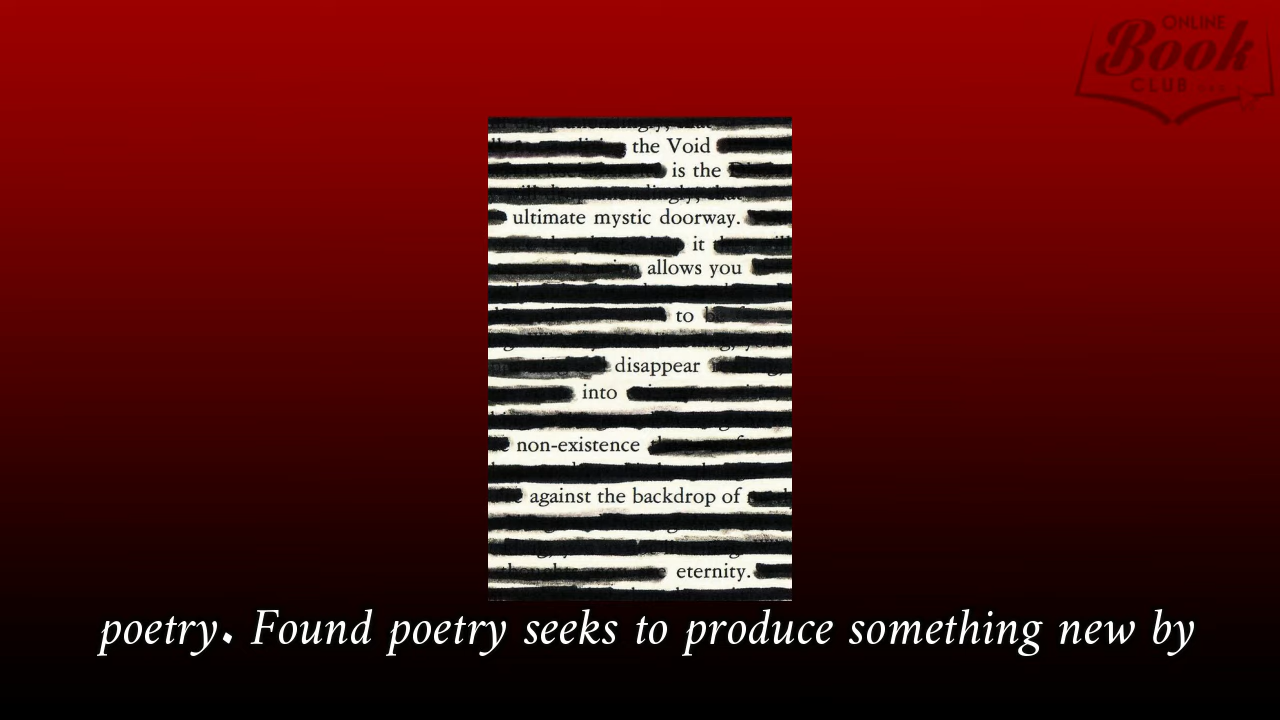 ONLINE
Book
CLUB
the Void
is the
ultimate mystic doorway.
it
allows you
to
disappear
into
non-existence
against the backdrop of
eternity.
poetry. Found poetry seeks to produce something new by